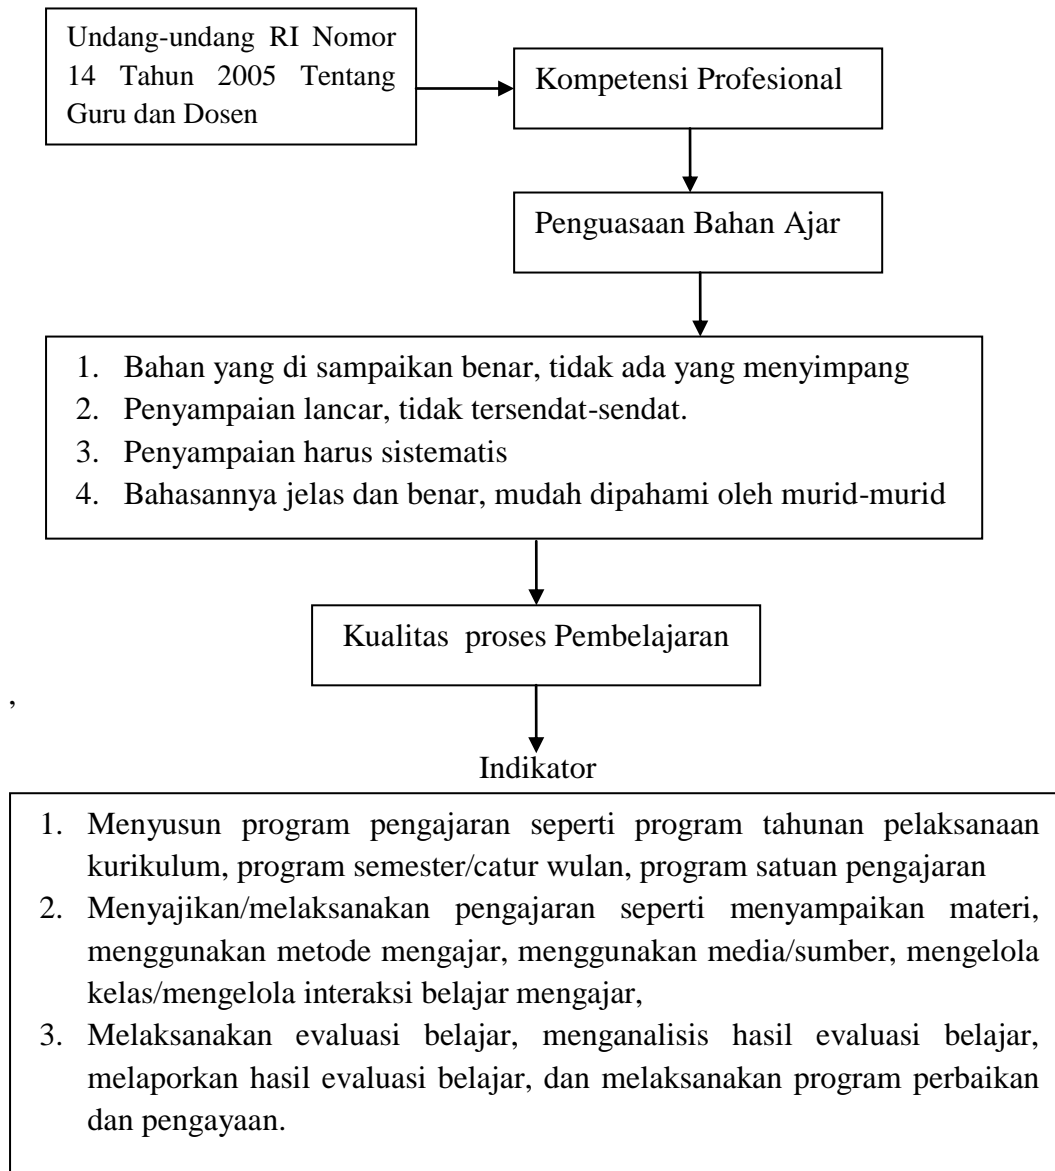 Undang-undang RI Nomor
14 Tahun 2005 Tentang
Guru dan Dosen
Kompetensi Profesional
Penguasaan Bahan Ajar
1. Bahan yang di sampaikan benar, tidak ada yang menyimpang
2. Penyampaian lancar, tidak tersendat-sendat.
3. Penyampaian harus sistematis
4. Bahasannya jelas dan benar, mudah dipahami oleh murid-murid
Kualitas proses Pembelajaran
,
Indikator
1. Menyusun program pengajaran seperti program tahunan pelaksanaan
kurikulum, program semester/catur wulan, program satuan pengajaran
2. Menyajikan/melaksanakan pengajaran seperti menyampaikan materi,
menggunakan metode mengajar, menggunakan media/sumber, mengelola
kelas/mengelola interaksi belajar mengajar,
3. Melaksanakan evaluasi belajar, menganalisis hasil evaluasi belajar,
melaporkan hasil evaluasi belajar, dan melaksanakan program perbaikan
dan pengayaan.